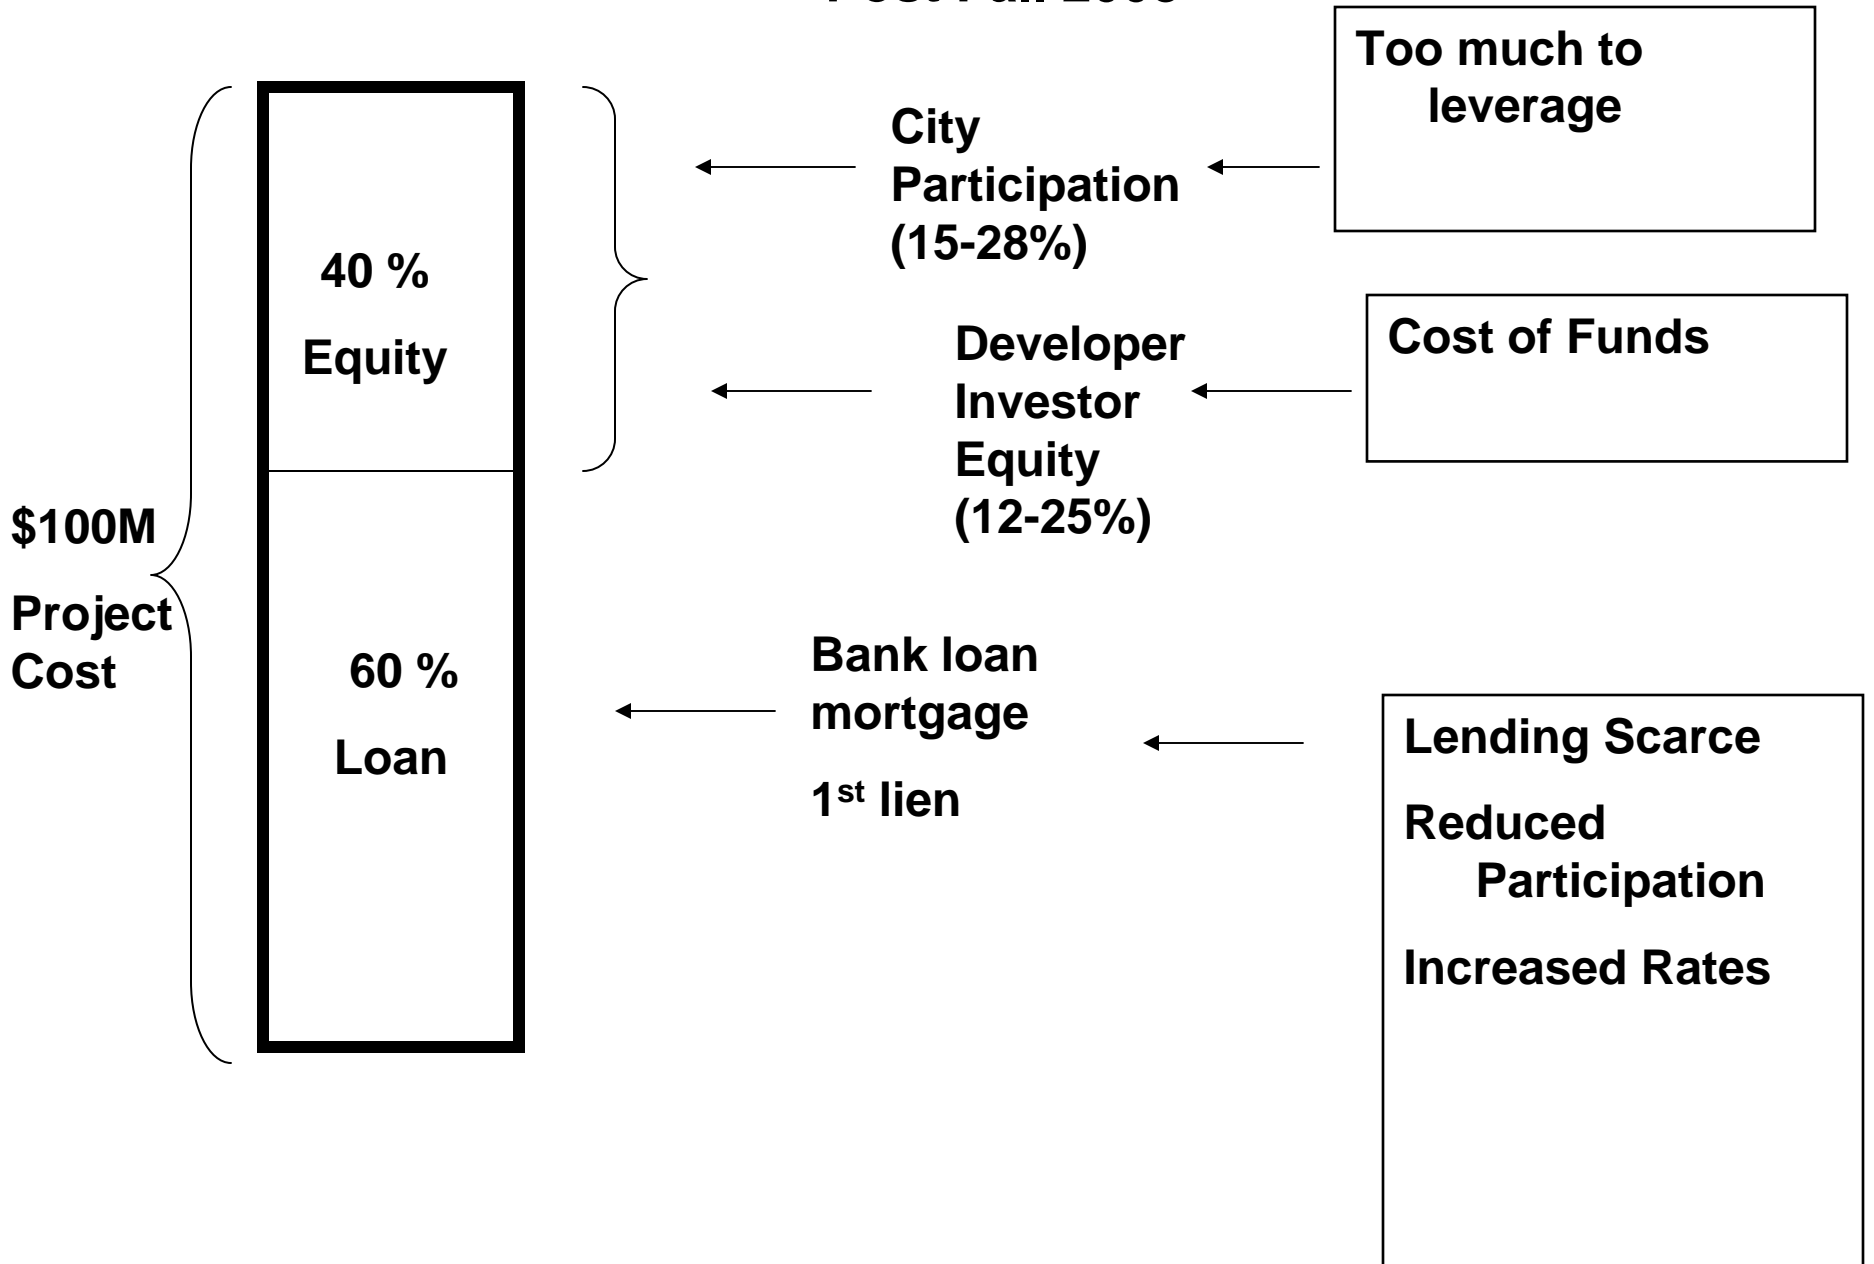 Too much to
leverage
City
Participation
(15-28%)
40 %
Equity
Developer
Investor
Equity
(12-25%)
Cost of Funds
$100M
Project
Cost
60 %
Loan
Bank loan
mortgage
1st lien
Lending Scarce
Reduced
Participation
Increased Rates